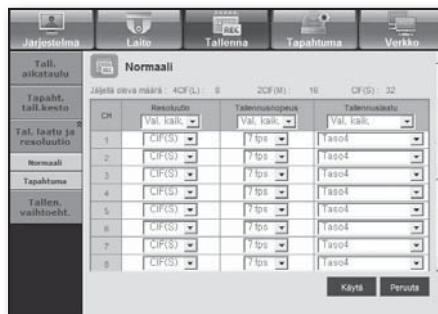 REC
Järjestelmä Laite Tallenna Tapahtuma Verkko
Tall. aikataulu
Tapaht. tall.kesto
Tal. laatu ja resoluutio
Normaali
Tapahtuma
Tallen. vaihtoeht.
Normaali
Jäljellä oleva määrä : 4CIF(L) : 8 2CIF(M) : 16 CIF(S) : 32
CH Resoluutio Tallennusnopeus Tallennuslaatu
Val. kaik. Val. kaik. Val. kaik.
1 CIF(S) 7 fps Taso4
2 CIF(S) 7 fps Taso4
3 CIF(S) 7 fps Taso4
4 CIF(S) 7 fps Taso4
5 CIF(S) 7 fps Taso4
6 CIF(S) 7 fps Taso4
7 CIF(S) 7 fps Taso4
8 CIF(S) 7 fps Taso4
Käytä Peruuta